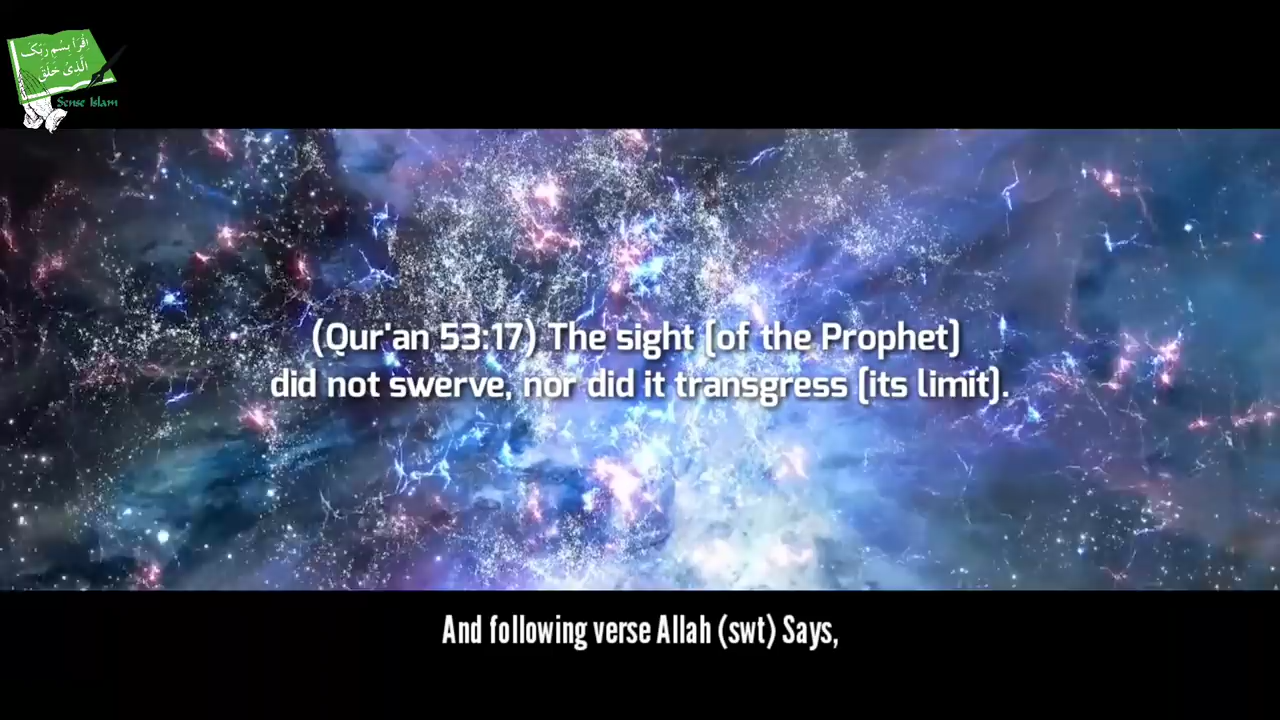 اِقْرَأْ بِسْمِ رَبِّكَ
الَّذِىْ خَلَقَ
Sense Islam
(Qur'an 53:17) The sight (of the Prophet)
did not swerve, nor did it transgress (its limit).
And following verse Allah (swt) Says,